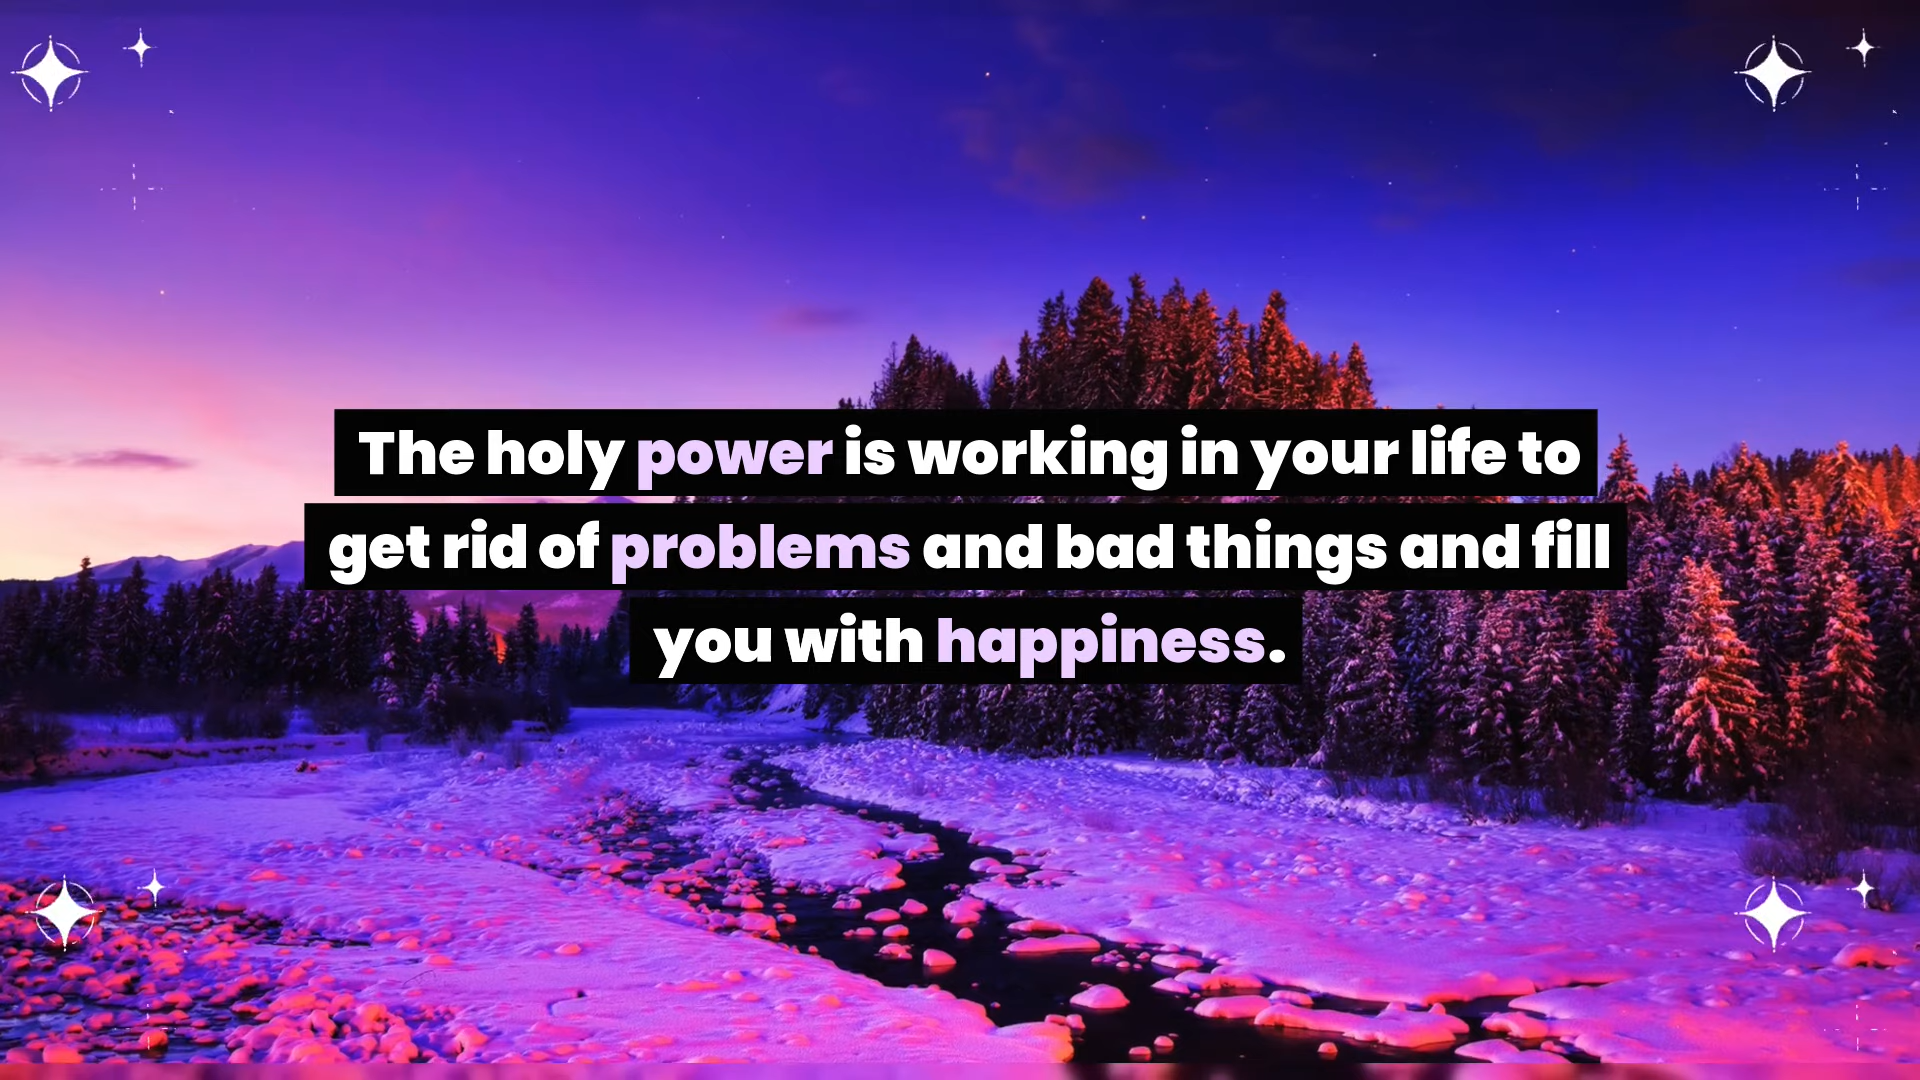 The holy power is working in your life to
get rid of problems and bad things and fill
you with happiness.